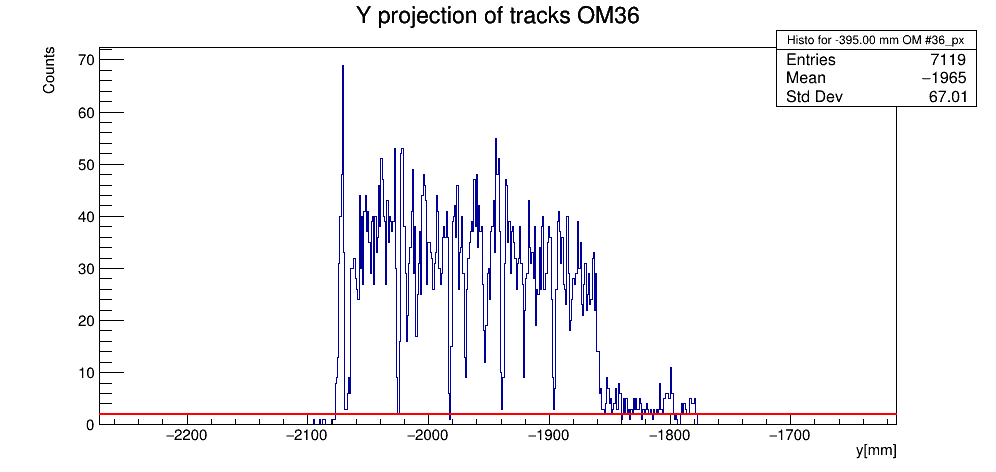 Y projection of tracks OM36
Histo for -395.00 mm OM #36_px
Entries 7119
Mean −1965
Std Dev 67.01
Counts
70
60
50
40
30
20
10
0
−2200 −2100 −2000 −1900 −1800 −1700
y[mm]